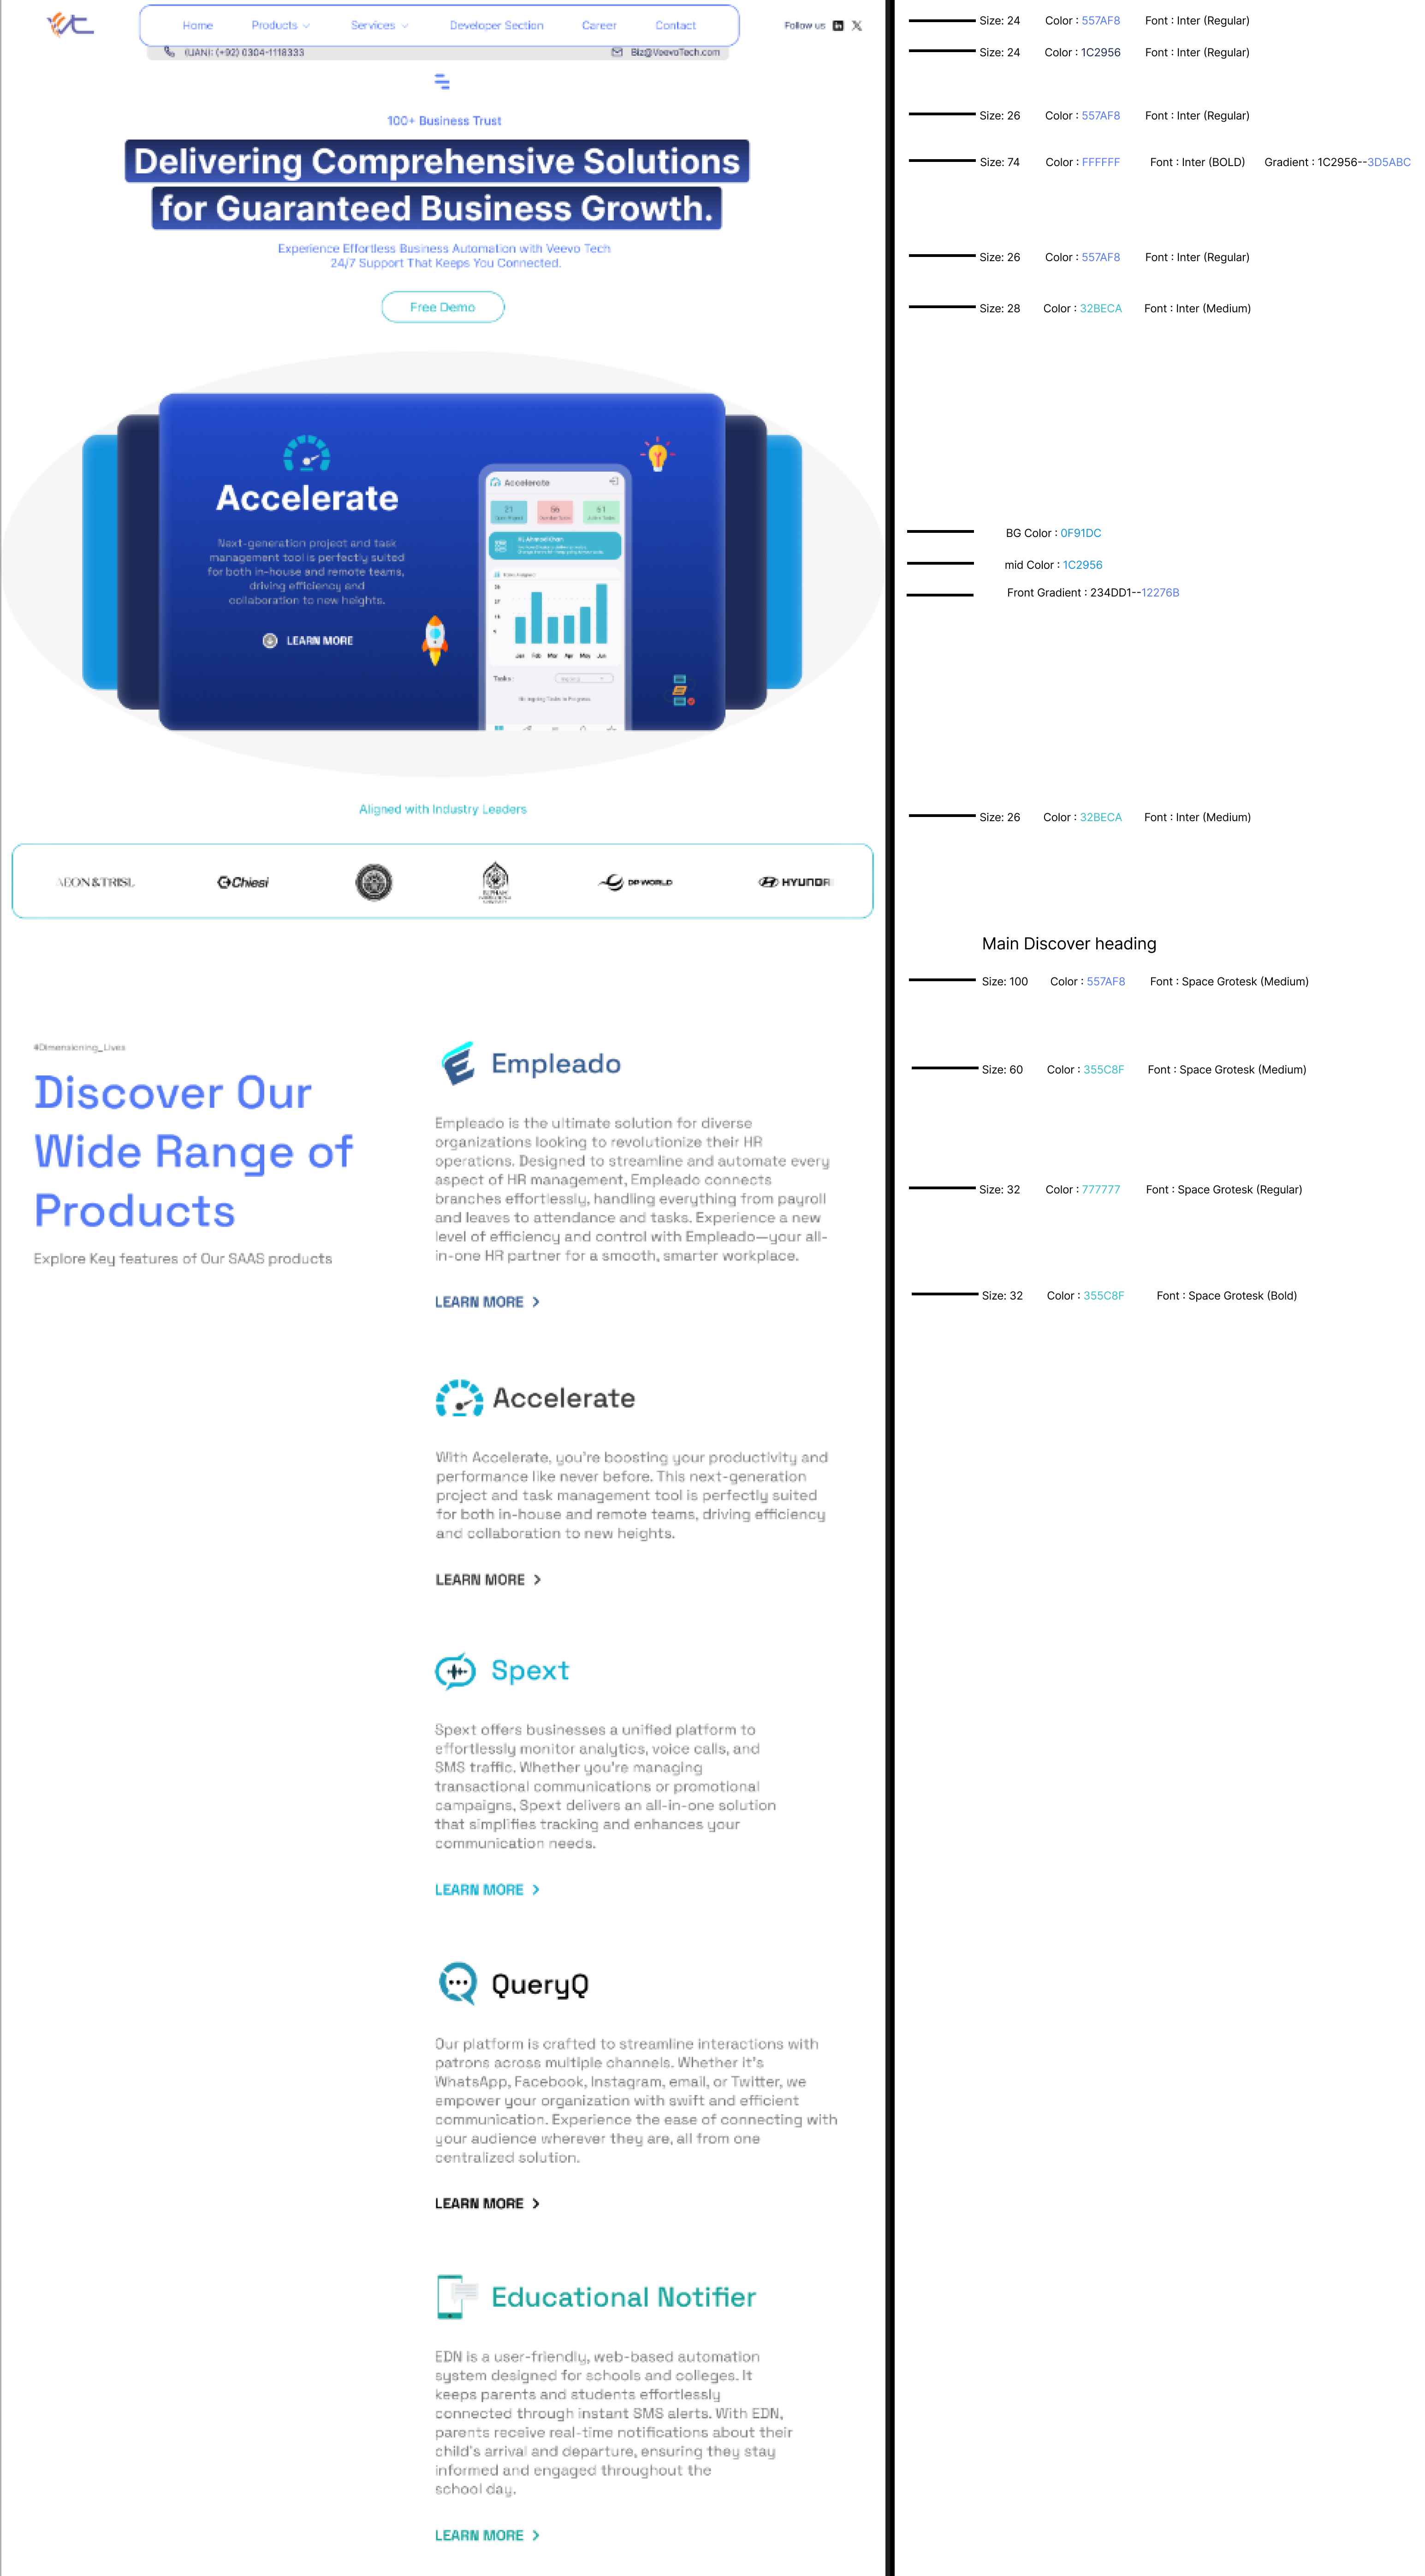 Home Products Services Developer Section Career Contact
Follow us
(UAN): (+92) 0304-1118333
Biz@VeevoTech.com
100+ Business Trust
Delivering Comprehensive Solutions
for Guaranteed Business Growth.
Experience Effortless Business Automation with Veevo Tech
24/7 Support That Keeps You Connected.
Free Demo
Accelerate
Next-generation project and task
management tool is perfectly suited
for both in-house and remote teams,
driving efficiency and
collaboration to new heights.
LEARN MORE
Accelerate
21 56 61
Jan Feb Mar Apr May Jun
Tasks :
Aligned with Industry Leaders
AEON & TRISL
Chiesi
DP WORLD
HYUNDAI
#Dimensioning_Lives
Discover Our
Wide Range of
Products
Explore Key features of Our SAAS products
Empleado
Empleado is the ultimate solution for diverse
organizations looking to revolutionize their HR
operations. Designed to streamline and automate every
aspect of HR management, Empleado connects
branches effortlessly, handling everything from payroll
and leaves to attendance and tasks. Experience a new
level of efficiency and control with Empleado—your all-
in-one HR partner for a smooth, smarter workplace.
LEARN MORE
Accelerate
With Accelerate, you're boosting your productivity and
performance like never before. This next-generation
project and task management tool is perfectly suited
for both in-house and remote teams, driving efficiency
and collaboration to new heights.
LEARN MORE
Spext
Spext offers businesses a unified platform to
effortlessly monitor analytics, voice calls, and
SMS traffic. Whether you're managing
transactional communications or promotional
campaigns, Spext delivers an all-in-one solution
that simplifies tracking and enhances your
communication needs.
LEARN MORE
QueryQ
Our platform is crafted to streamline interactions with
patrons across multiple channels. Whether it's
WhatsApp, Facebook, Instagram, email, or Twitter, we
empower your organization with swift and efficient
communication. Experience the ease of connecting with
your audience wherever they are, all from one
centralized solution.
LEARN MORE
Educational Notifier
EDN is a user-friendly, web-based automation
system designed for schools and colleges. It
keeps parents and students effortlessly
connected through instant SMS alerts. With EDN,
parents receive real-time notifications about their
child's arrival and departure, ensuring they stay
informed and engaged throughout the
school day.
LEARN MORE
Size: 24 Color : 557AF8 Font : Inter (Regular)
Size: 24 Color : 1C2956 Font : Inter (Regular)
Size: 26 Color : 557AF8 Font : Inter (Regular)
Size: 74 Color : FFFFFF Font : Inter (BOLD) Gradient : 1C2956--3D5ABC
Size: 26 Color : 557AF8 Font : Inter (Regular)
Size: 28 Color : 32BECA Font : Inter (Medium)
BG Color : 0F91DC
mid Color : 1C2956
Front Gradient : 234DD1--12276B
Size: 26 Color : 32BECA Font : Inter (Medium)
Main Discover heading
Size: 100 Color : 557AF8 Font : Space Grotesk (Medium)
Size: 60 Color : 355C8F Font : Space Grotesk (Medium)
Size: 32 Color : 777777 Font : Space Grotesk (Regular)
Size: 32 Color : 355C8F Font : Space Grotesk (Bold)